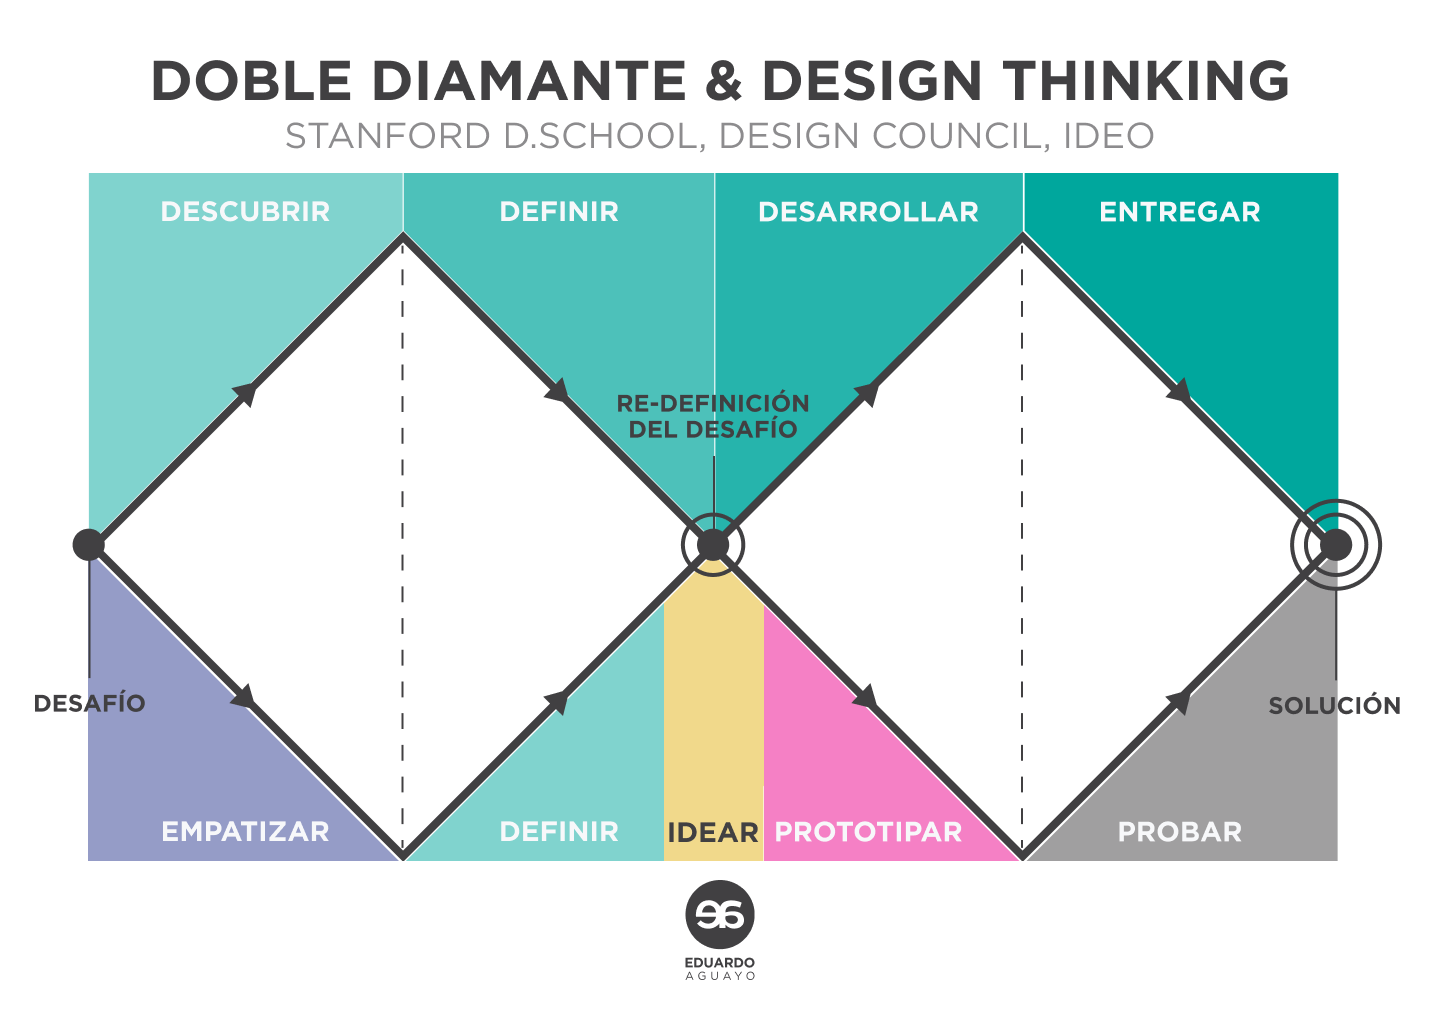 DOBLE DIAMANTE & DESIGN THINKING
STANFORD D.SCHOOL, DESIGN COUNCIL, IDEO
DESCUBRIR
DEFINIR
DESARROLLAR
ENTREGAR
RE-DEFINICIÓN
DEL DESAFÍO
DESAFÍO
SOLUCIÓN
EMPATIZAR
DEFINIR
IDEAR
PROTOTIPAR
PROBAR
EDUARDO
AGUAYO